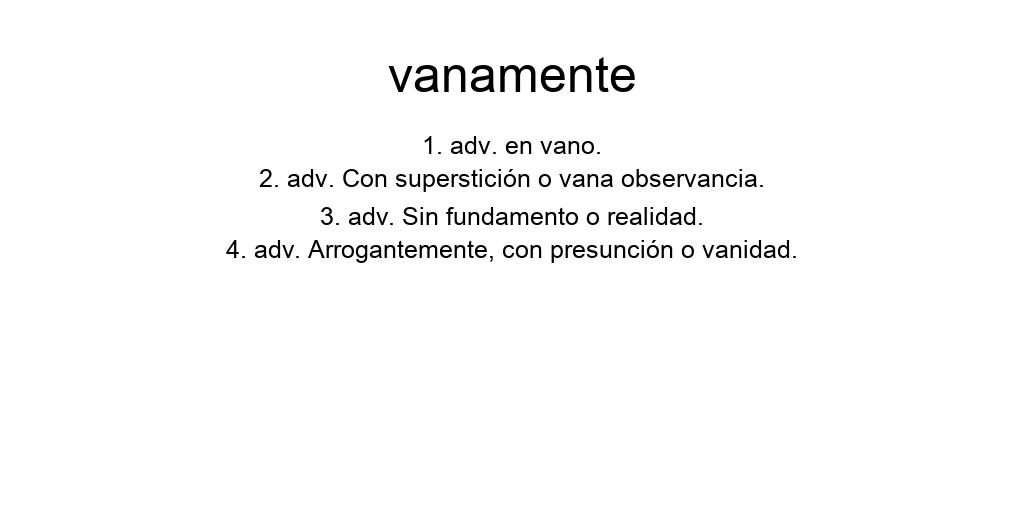 vanamente
1. adv. en vano.
2. adv. Con superstición o vana observancia.
3. adv. Sin fundamento o realidad.
4. adv. Arrogantemente, con presunción o vanidad.